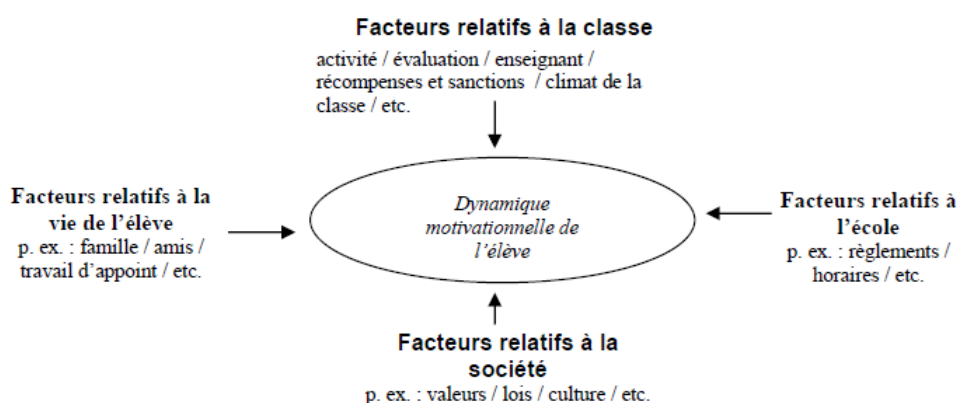 Facteurs relatifs à la classe
activité / évaluation / enseignant /
récompenses et sanctions / climat de la
classe / etc.
Facteurs relatifs à la
vie de l'élève
p. ex. : famille / amis /
travail d'appoint / etc.
Dynamique
motivationnelle de
l'élève
Facteurs relatifs à
l'école
p. ex. : règlements /
horaires / etc.
Facteurs relatifs à la
société
p. ex. : valeurs / lois / culture / etc.